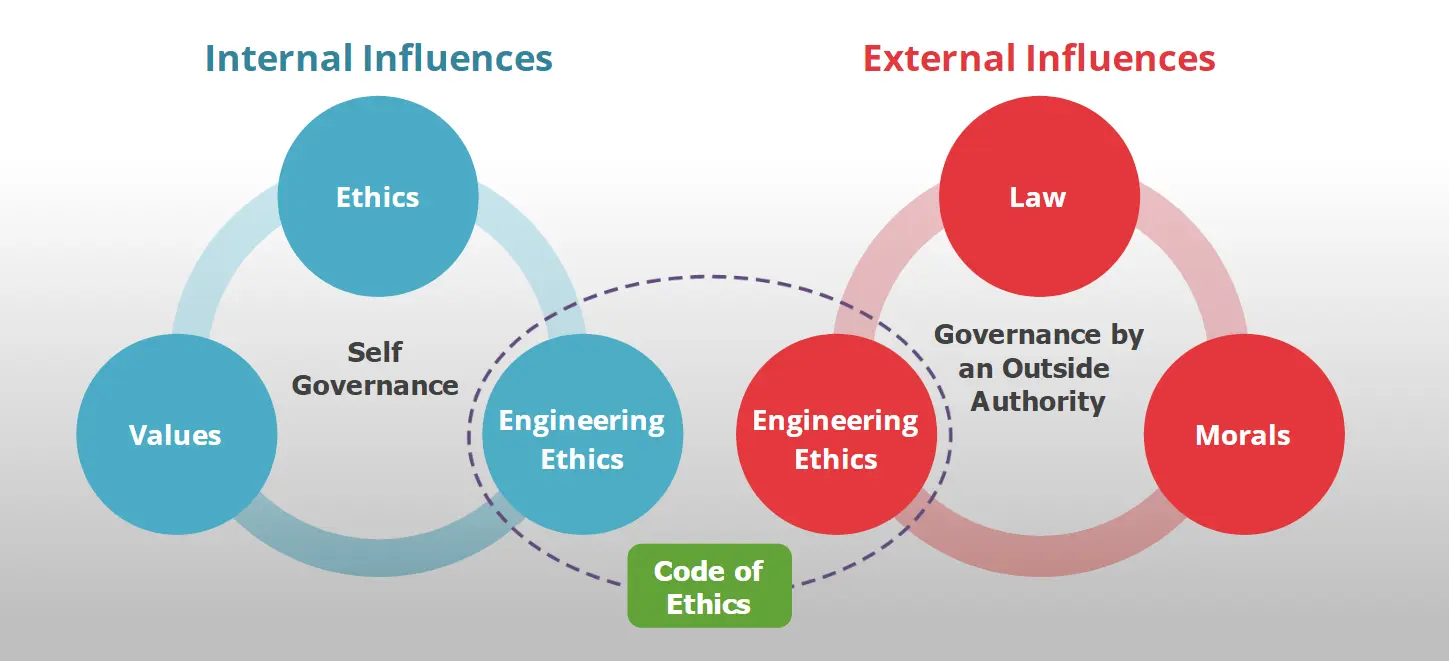 Internal Influences
External Influences
Ethics
Law
Self
Governance
Governance by
an Outside
Authority
Values
Engineering
Ethics
Engineering
Ethics
Morals
Code of
Ethics